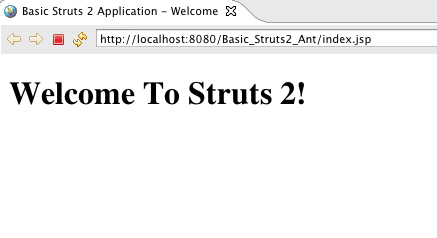 Basic Struts 2 Application - Welcome
http://localhost:8080/Basic_Struts2_Ant/index.jsp
Welcome To Struts 2!